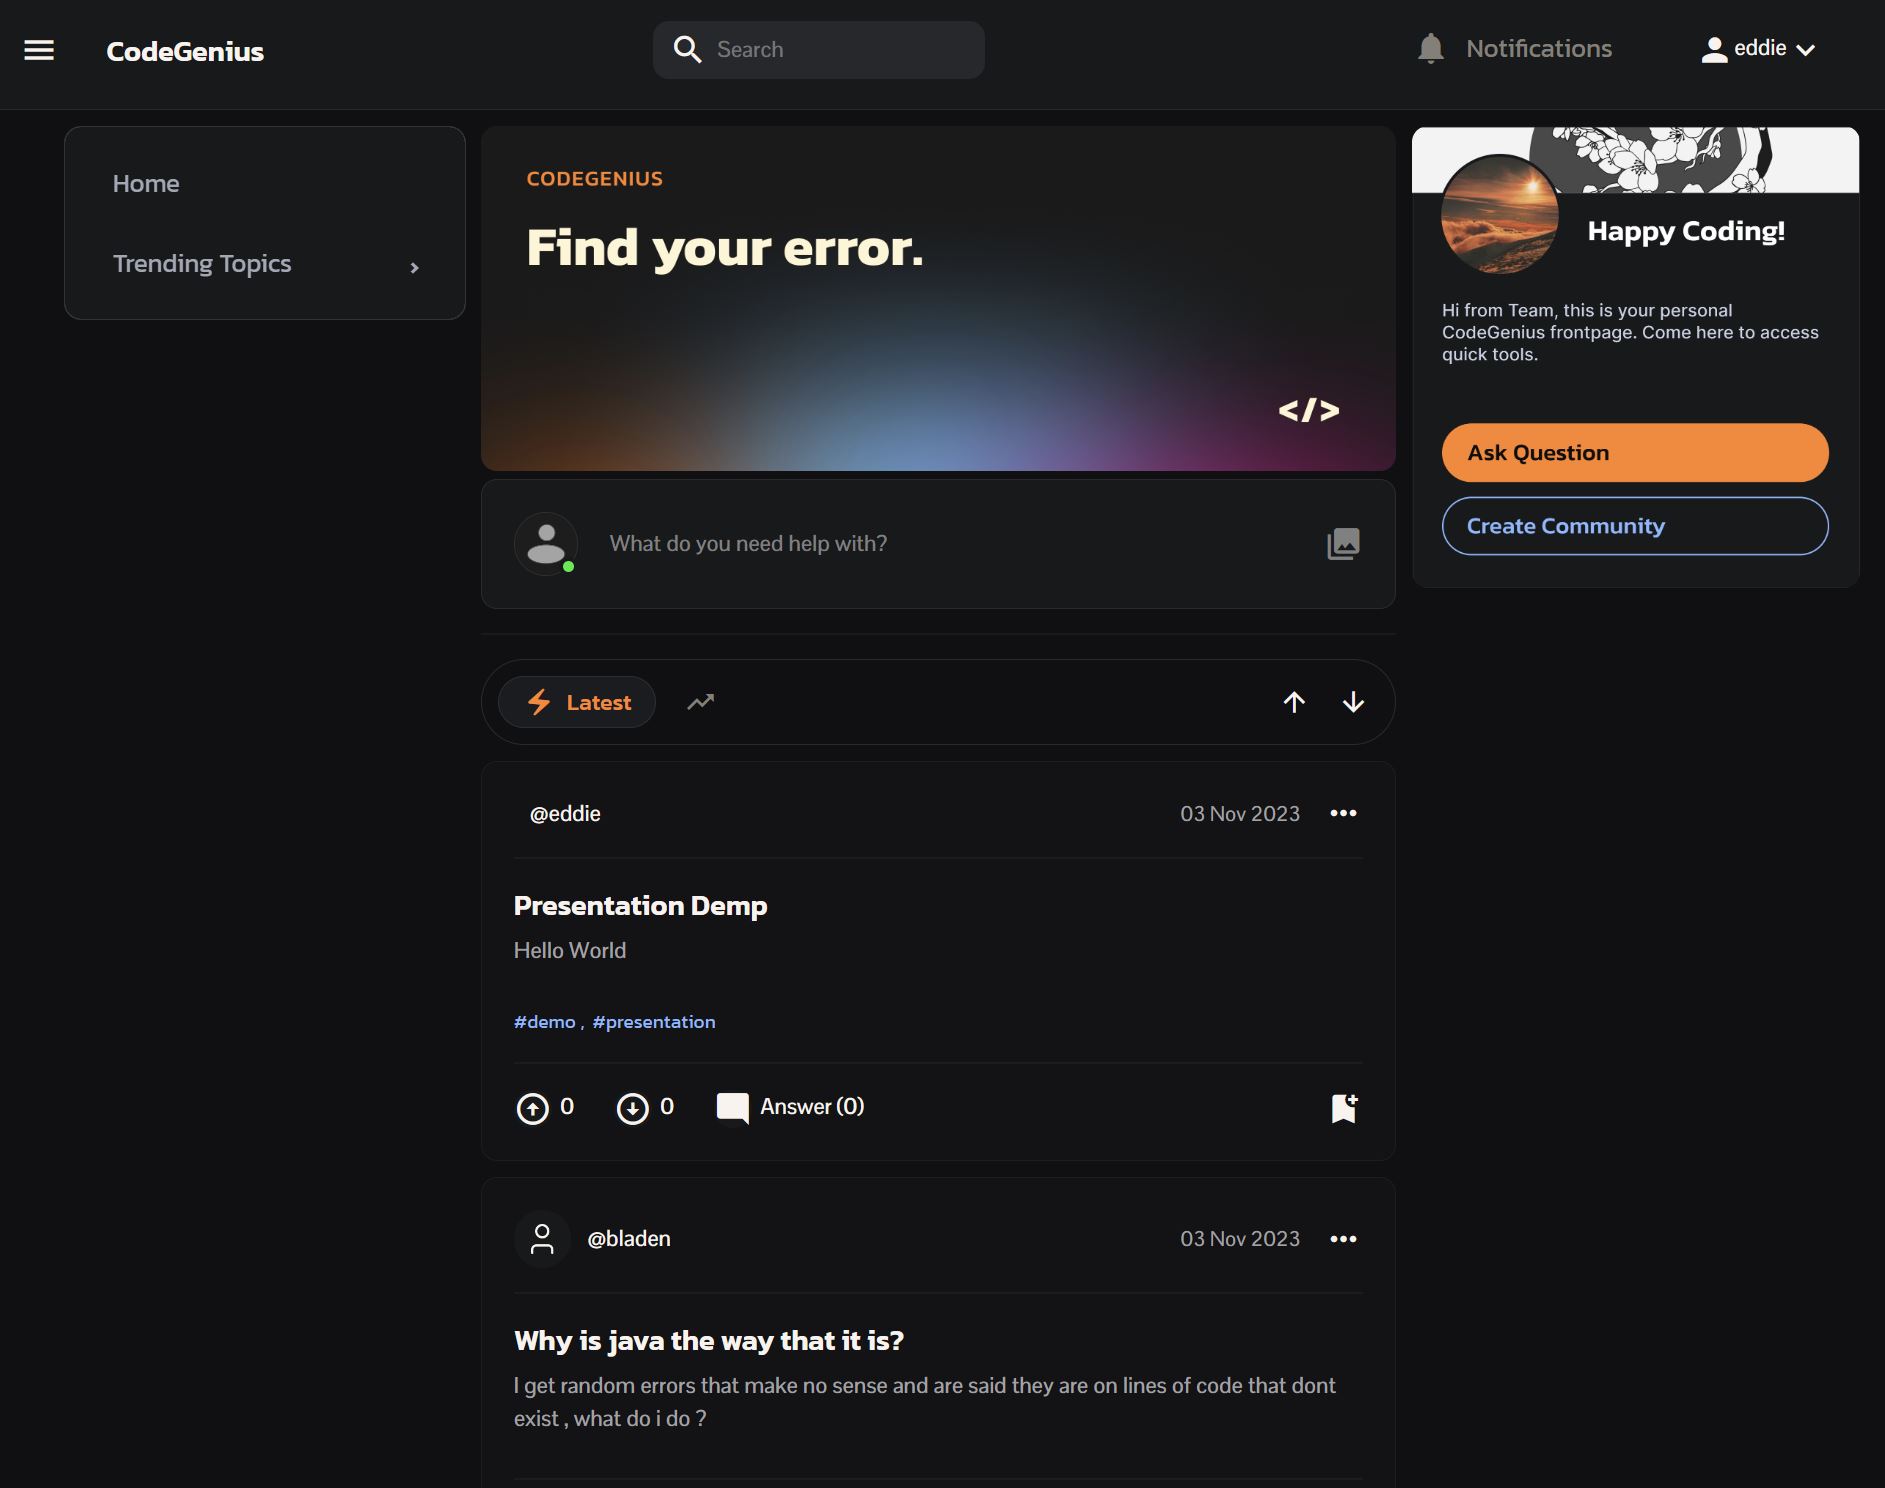 CodeGenius
Search
Notifications
eddie
Home
Trending Topics
CODEGENIUS
Find your error.
</>
Happy Coding!
Hi from Team, this is your personal
CodeGenius frontpage. Come here to access
quick tools.
Ask Question
Create Community
What do you need help with?
Latest
@eddie
03 Nov 2023
Presentation Demp
Hello World
#demo , #presentation
0
0
Answer (0)
@bladen
03 Nov 2023
Why is java the way that it is?
I get random errors that make no sense and are said they are on lines of code that dont
exist , what do i do ?